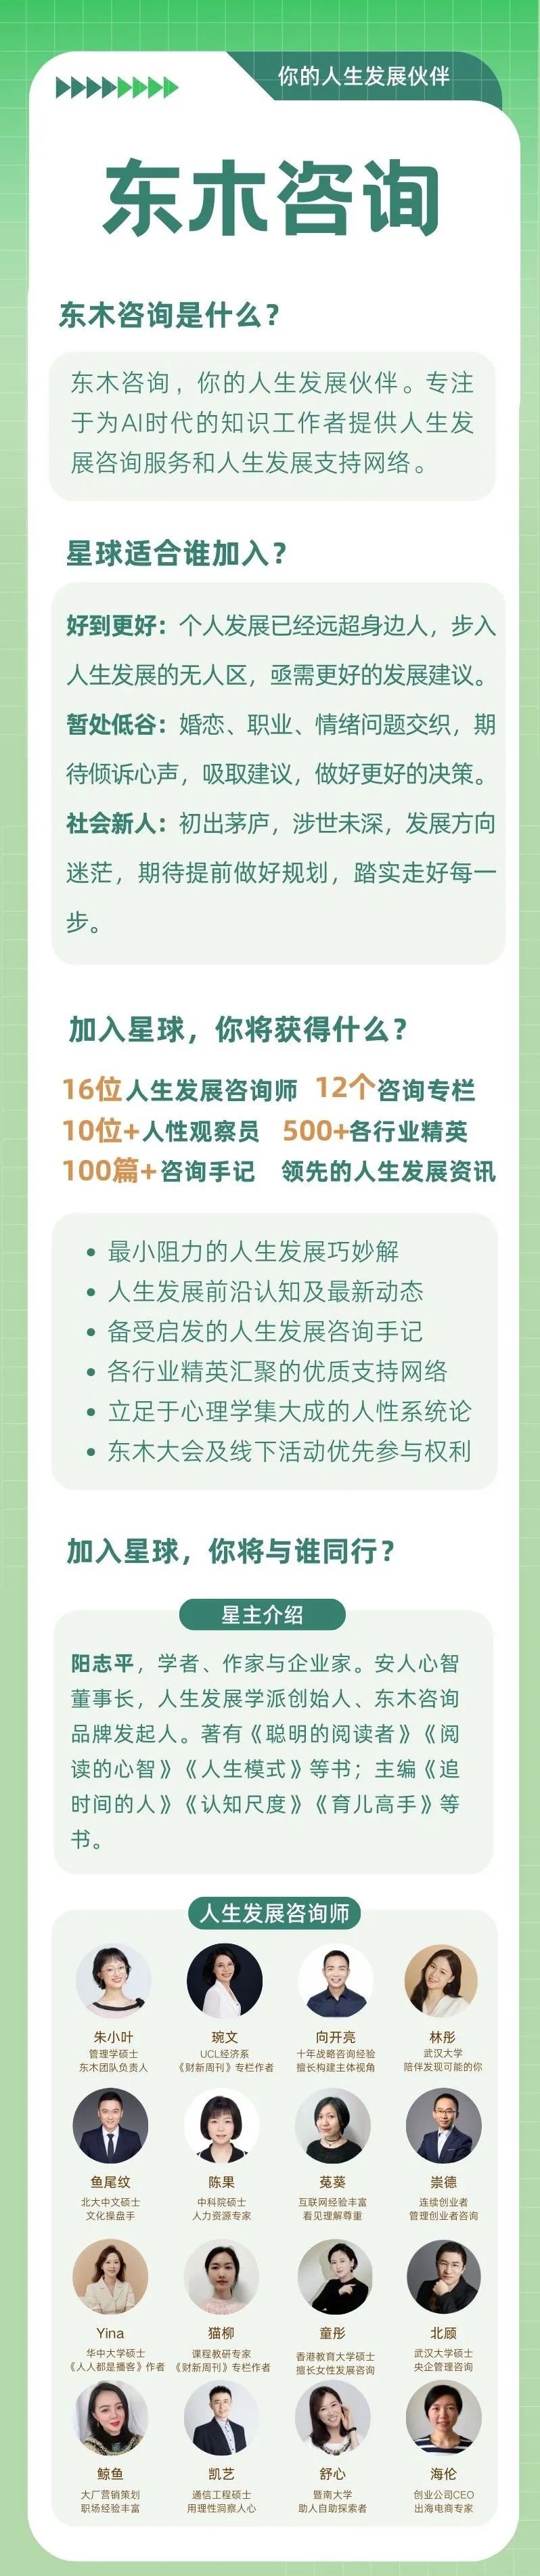 你的人生发展伙伴
东木咨询
东木咨询是什么？
东木咨询，你的人生发展伙伴。专注
于为AI时代的知识工作者提供人生发
展咨询服务和人生发展支持网络。
星球适合谁加入？
好到更好：个人发展已经远超身边人，步入
人生发展的无人区，亟需更好的发展建议。
暂处低谷：婚恋、职业、情绪问题交织，期
待倾诉心声，吸取建议，做好更好的决策。
社会新人：初出茅庐，涉世未深，发展方向
迷茫，期待提前做好规划，踏实走好每一
步。
加入星球，你将获得什么？
16位人生发展咨询师 12个咨询专栏
10位+人性观察员 500+各行业精英
100篇+咨询手记 领先的人生发展资讯
• 最小阻力的人生发展巧妙解
• 人生发展前沿认知及最新动态
• 备受启发的人生发展咨询手记
• 各行业精英汇聚的优质支持网络
• 立足于心理学集大成的人性系统论
• 东木大会及线下活动优先参与权利
加入星球，你将与谁同行？
星主介绍
阳志平，学者、作家与企业家。安人心智
董事长，人生发展学派创始人、东木咨询
品牌发起人。著有《聪明的阅读者》《阅
读的心智》《人生模式》等书；主编《追
时间的人》《认知尺度》《育儿高手》等
书。
人生发展咨询师
朱小叶 琬文 向开亮 林彤
管理学硕士 UCL经济系 十年战略咨询经验 武汉大学
东木团队负责人 《财新周刊》专栏作者 擅长构建主体视角 陪伴发现可能的你
鱼尾纹 陈果 菟葵 崇德
北大中文硕士 中科院硕士 互联网经验丰富 连续创业者
文化操盘手 人力资源专家 看见理解尊重 管理创业者咨询
Yina 猫柳 童彤 北顾
华中大学硕士 课程教研专家 香港教育大学硕士 武汉大学硕士
《人人都是播客》作者 《财新周刊》专栏作者 擅长女性发展咨询 央企管理咨询
鲸鱼 凯艺 舒心 海伦
大厂营销策划 通信工程硕士 暨南大学 创业公司CEO
职场经验丰富 用理性洞察人心 助人自助探索者 出海电商专家